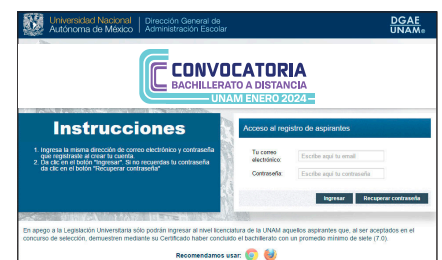 Universidad Nacional
Autónoma de México
Dirección General de
Administración Escolar
DGAE
UNAM
CONVOCATORIA
BACHILLERATO A DISTANCIA
UNAM ENERO 2024
Instrucciones
1. Ingresa la misma dirección de correo electrónico y contraseña
que registraste al crear tu cuenta.
2. Da clic en el botón "Ingresar". Si no recuerdas tu contraseña
da clic en el botón "Recuperar contraseña"
Acceso al registro de aspirantes
Tu correo
electrónico:
Escribe aquí tu email
Contraseña:
Escribe aquí tu contraseña
Ingresar
Recuperar contraseña
En apego a la Legislación Universitaria sólo podrán ingresar al nivel licenciatura de la UNAM aquellos aspirantes que, al ser aceptados en el
concurso de selección, demuestren mediante su Certificado haber concluido el bachillerato con un promedio mínimo de siete (7.0).
Recomendamos usar: